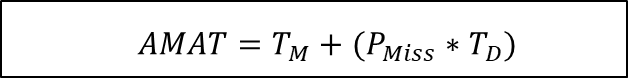 AMAT = T_M + (P_Miss * T_D)